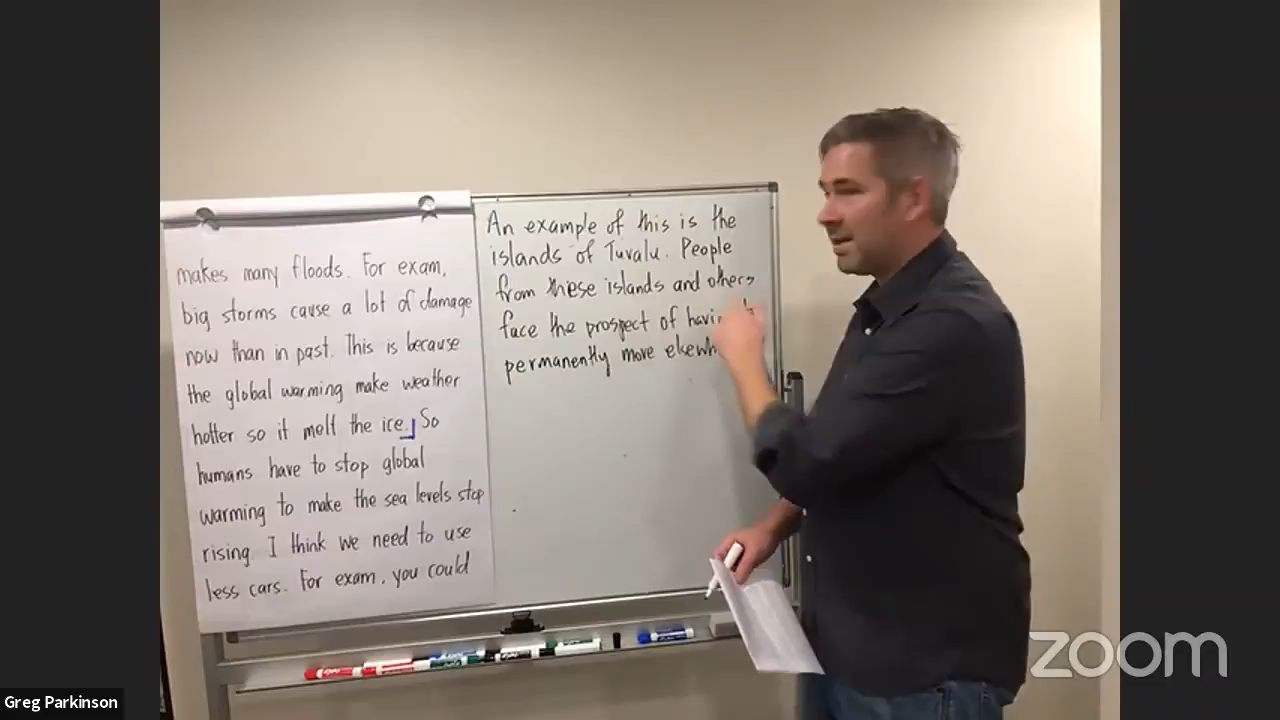 makes many floods. For exam,
big storms cause a lot of damage
now than in past. This is because
the global warming make weather
hotter so it melt the ice. So
humans have to stop global
warming to make the sea levels stop
rising. I think we need to use
less cars. For exam, you could
An example of this is the
islands of Tuvalu. People
from these islands and others
face the prospect of having
permanently move
Greg Parkinson
zoom